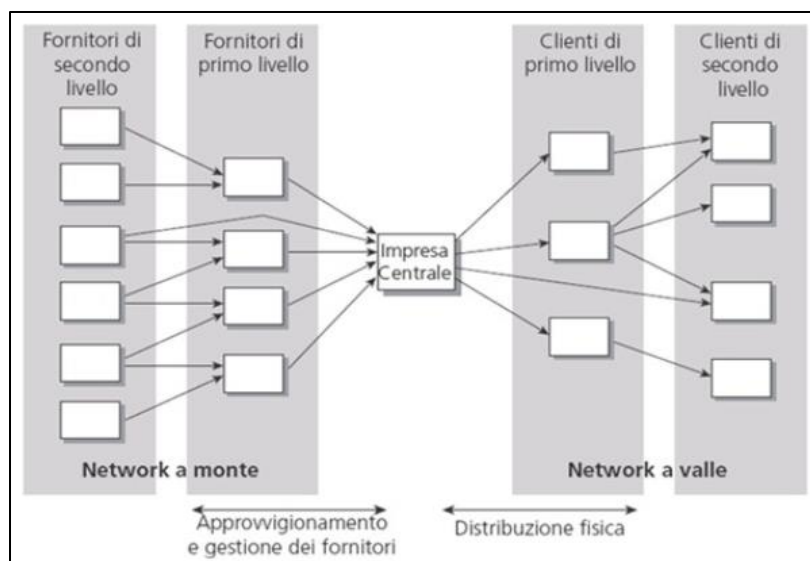 Fornitori di
secondo
livello
Fornitori di
primo livello
Clienti di
primo livello
Clienti di
secondo
livello
Impresa
Centrale
Network a monte
Network a valle
Approvvigionamento
e gestione dei fornitori
Distribuzione fisica